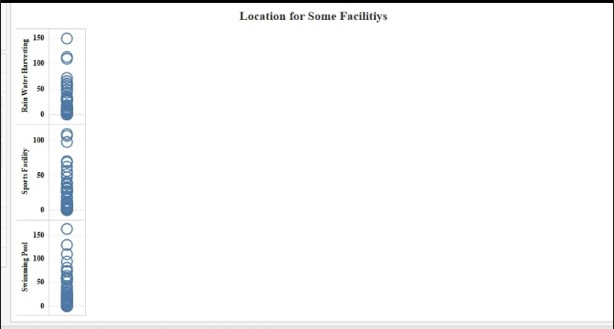 Location for Some Facilitiys
Rain Water Harvesting
150
100
50
0
Sports Facility
100
50
0
Swimming Pool
150
100
50
0